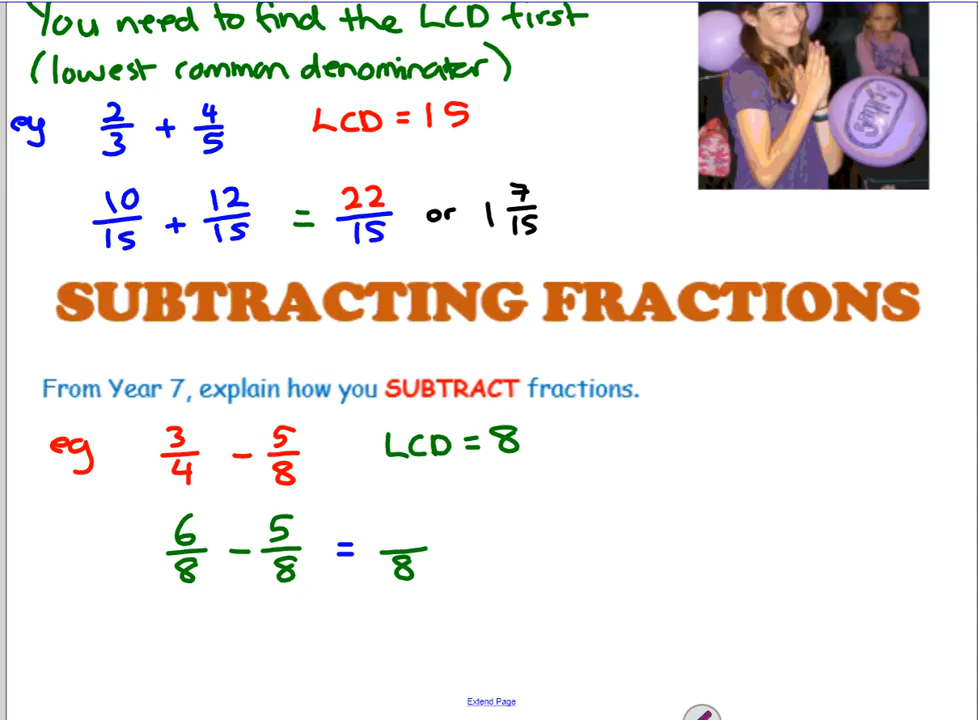 You need to find the LCD first
(lowest common denominater)
eg 2/3 + 4/5 LCD = 15
10/15 + 12/15 = 22/15 or 1 7/15
SUBTRACTING FRACTIONS
From Year 7, explain how you SUBTRACT fractions.
eg 3/4 - 5/8 LCD = 8
6/8 - 5/8 = /8
Extend Page